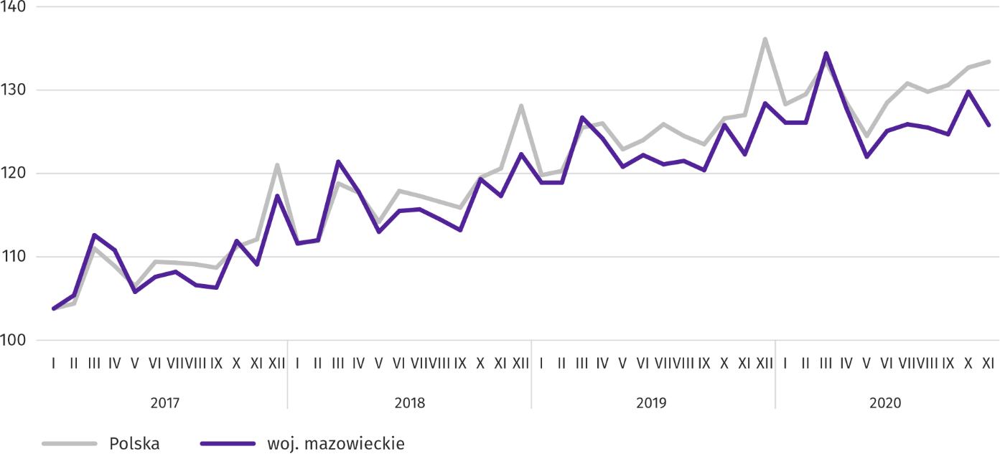 140
130
120
110
100
I II III IV V VI VII VIII IX X XI XII I II III IV V VI VII VIII IX X XI XII I II III IV V VI VII VIII IX X XI XII I II III IV V VI VII VIII IX X XI
2017 2018 2019 2020
Polska woj. mazowieckie